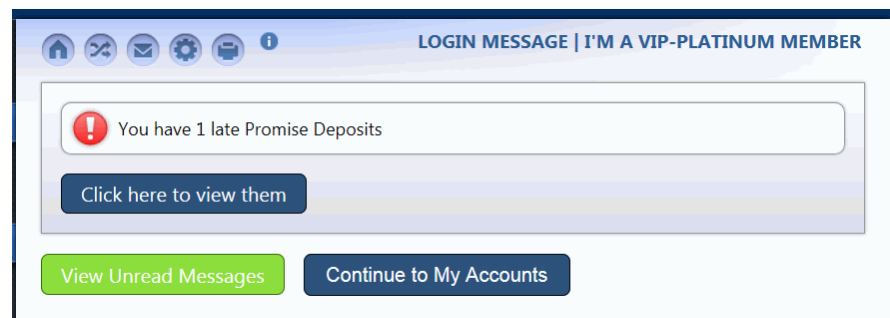 LOGIN MESSAGE | I'M A VIP-PLATINUM MEMBER
You have 1 late Promise Deposits
Click here to view them
View Unread Messages
Continue to My Accounts